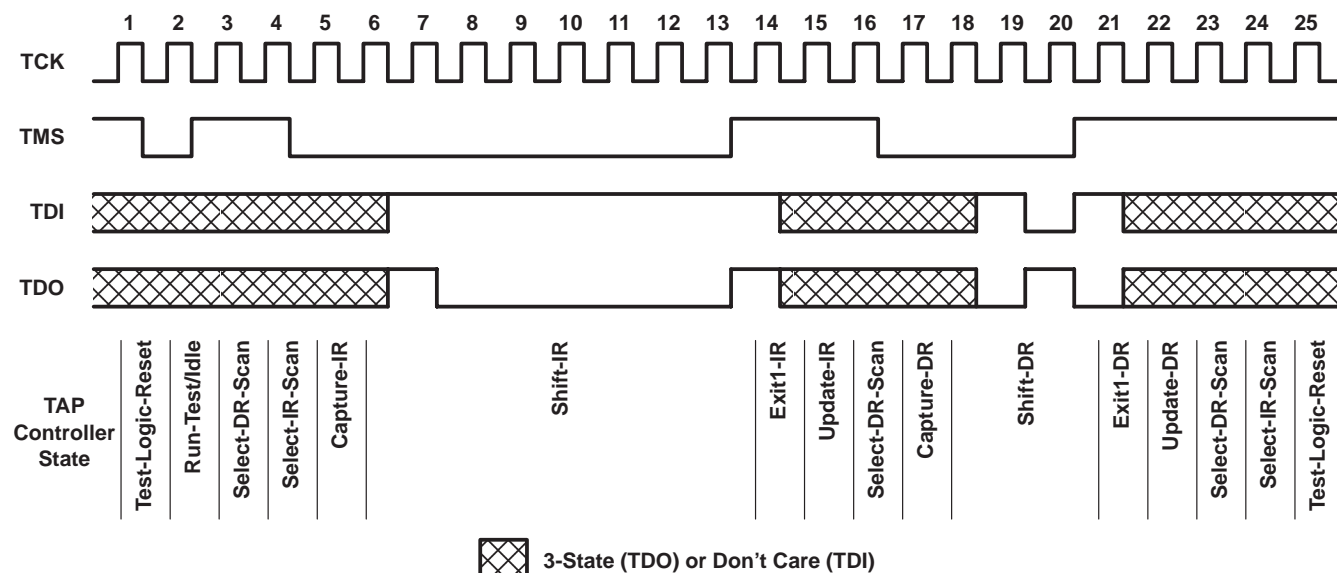 1 2 3 4 5 6 7 8 9 10 11 12 13 14 15 16 17 18 19 20 21 22 23 24 25
TCK
TMS
TDI
TDO
TAP
Controller
State
Test-Logic-Reset
Run-Test/Idle
Select-DR-Scan
Select-IR-Scan
Capture-IR
Shift-IR
Exit1-IR
Update-IR
Select-DR-Scan
Capture-DR
Shift-DR
Exit1-DR
Update-DR
Select-DR-Scan
Select-IR-Scan
Test-Logic-Reset
3-State (TDO) or Don't Care (TDI)